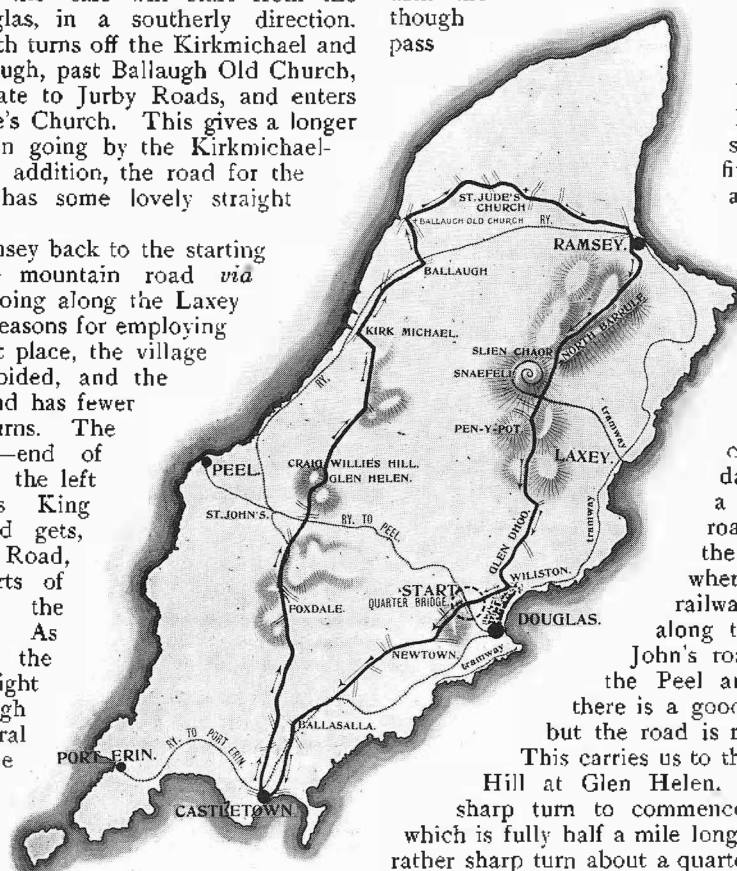 glas, in a southerly direction.
th turns off the Kirkmichael and
ugh, past Ballaugh Old Church,
ate to Jurby Roads, and enters
e's Church. This gives a longer
n going by the Kirkmichael-
addition, the road for the
has some lovely straight
nsey back to the starting
mountain road via
oing along the Laxey
easons for employing
t place, the village
oided, and the
nd has fewer
urns. The
—end of
the left
s King
d gets,
Road,
rts of
the
As
the
ight
gh
ral
e
though
pass
ST. JUDE'S
CHURCH
BALLAUGH OLD CHURCH
RY.
RAMSEY.
BALLAUGH
KIRK MICHAEL.
NORTH BARRULE
SLIEN CHAOR
SNAEFELL
RY.
PEN-Y-POT.
tramway
LAXEY.
PEEL.
CRAIG WILLIES HILL.
GLEN HELEN.
ST. JOHN'S.
RY. TO PEEL.
tramway
GLEN DHOO.
WILISTON.
START
QUARTER BRIDGE.
FOXDALE.
DOUGLAS.
NEWTOWN.
tramway
BALLASALLA.
PORT ERIN.
RY. TO PORT ERIN.
CASTLETOWN
s
fi
a
c
da
a
roa
the
wher
railwa
along t
John's roa
the Peel an
there is a good
but the road is r
This carries us to th
Hill at Glen Helen.
sharp turn to commence
which is fully half a mile long
rather sharp turn about a quarte